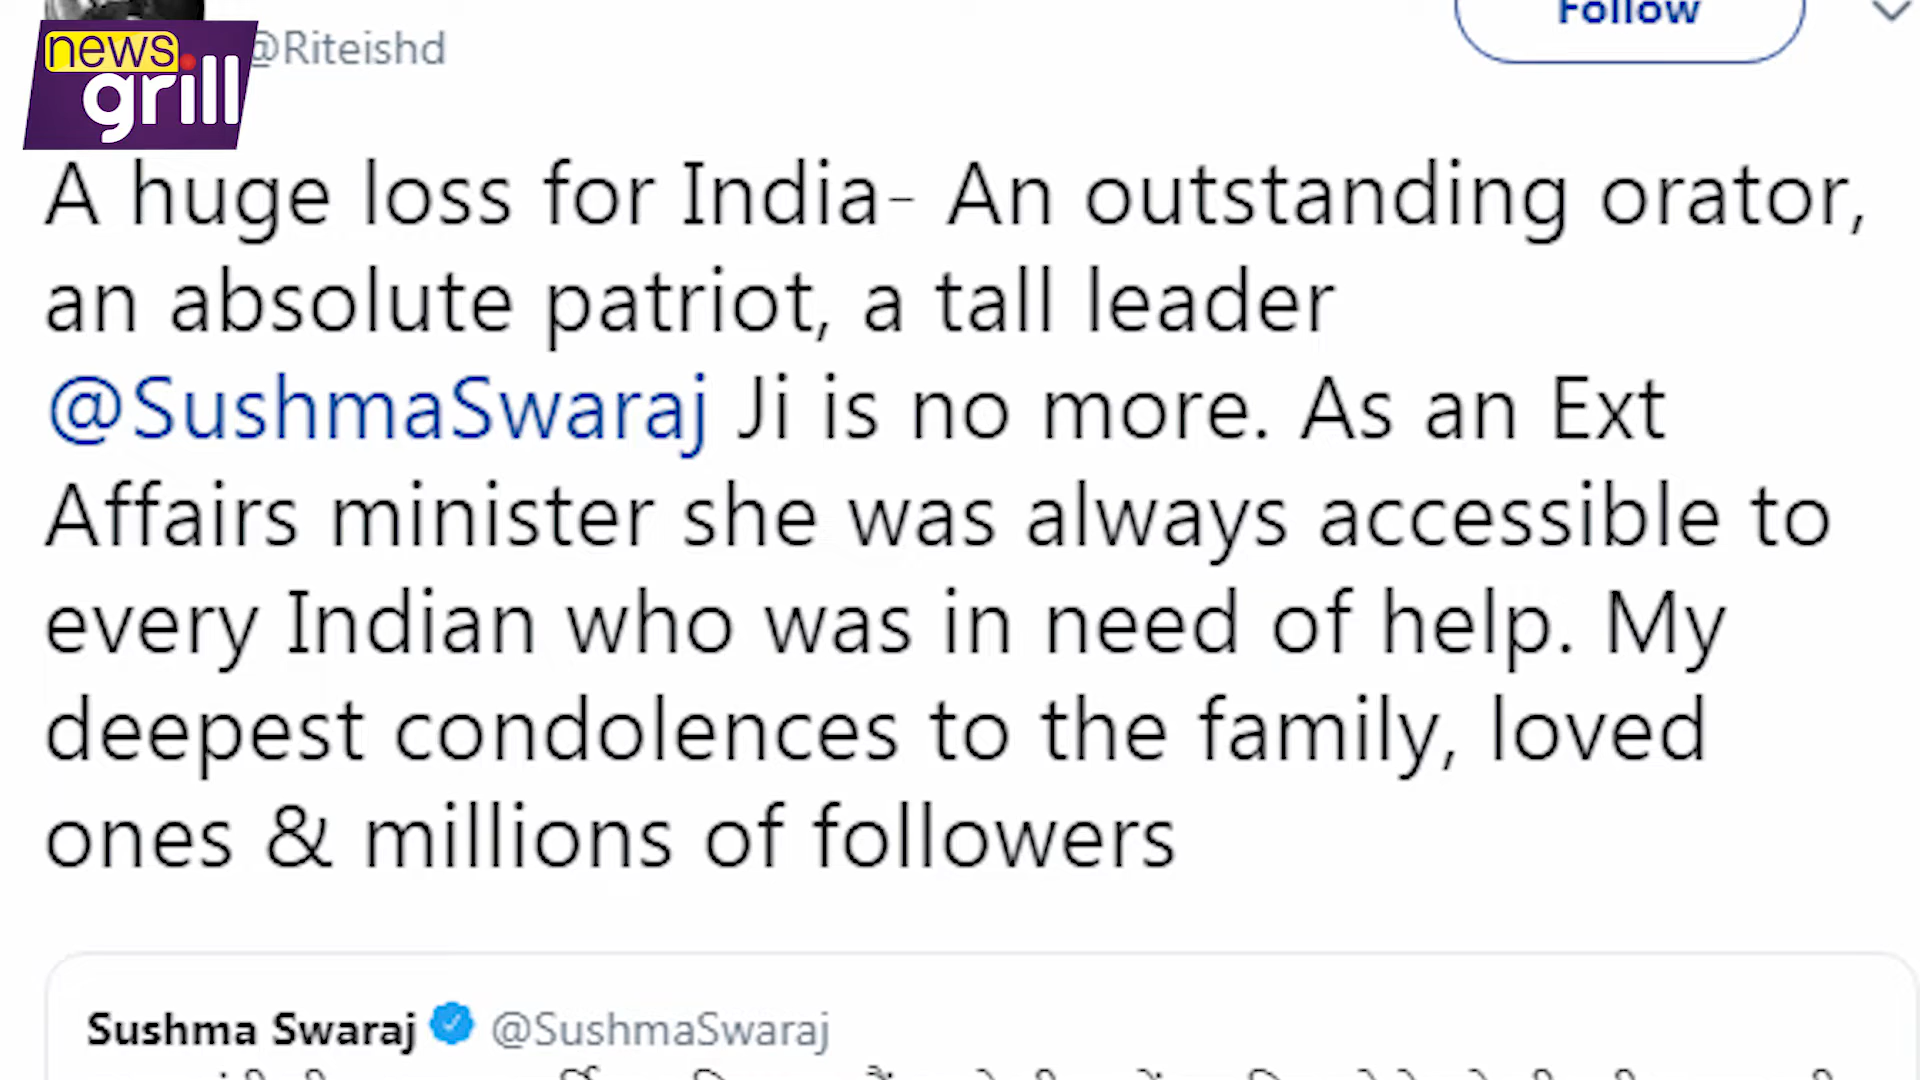 Follow
news
grill
@Riteishd
A huge loss for India- An outstanding orator,
an absolute patriot, a tall leader
@SushmaSwaraj Ji is no more. As an Ext
Affairs minister she was always accessible to
every Indian who was in need of help. My
deepest condolences to the family, loved
ones & millions of followers
Sushma Swaraj @SushmaSwaraj